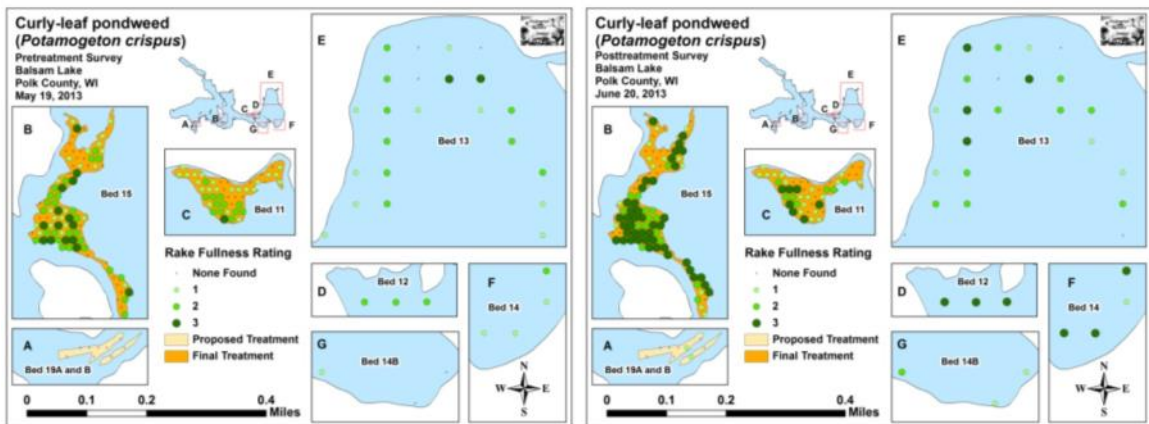 Curly-leaf pondweed
(Potamogeton crispus)
Pretreatment Survey
Balsam Lake
Polk County, WI
May 19, 2013
E
A
B
C
D
E
G
F
B
Bed 15
C
Bed 11
Bed 13
Rake Fullness Rating
None Found
1
2
3
Proposed Treatment
Final Treatment
D
Bed 12
F
Bed 14
A
Bed 19A and B
G
Bed 14B
N
W
E
S
0
0.1
0.2
0.4
Miles
Curly-leaf pondweed
(Potamogeton crispus)
Posttreatment Survey
Balsam Lake
Polk County, WI
June 20, 2013
E
A
B
C
D
E
G
F
B
Bed 15
C
Bed 11
Bed 13
Rake Fullness Rating
None Found
1
2
3
Proposed Treatment
Final Treatment
D
Bed 12
F
Bed 14
A
Bed 19A and B
G
Bed 14B
N
W
E
S
0
0.1
0.2
0.4
Miles